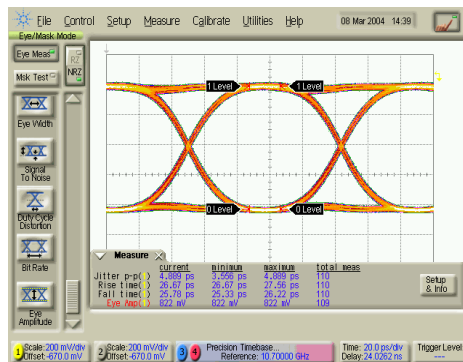 File Control Setup Measure Calibrate Utilities Help 08 Mar 2004 14:39
Eye/Mask Mode
Eye Meas
RZ
NRZ
Msk Test
1 Level 1 Level
Eye Width
Signal
To Noise
Duty Cycle
Distortion
0 Level 0 Level
Bit Rate
Measure
current minimum maximum total meas
Jitter p-p( ) 4.889 ps 3.556 ps 4.889 ps 110
Rise time( ) 26.67 ps 26.67 ps 27.56 ps 110
Fall time( ) 25.78 ps 25.33 ps 26.22 ps 110
Eye Amp( ) 822 mV 822 mV 822 mV 109
Setup
& Info
Eye
Amplitude
1 Scale: 200 mV/div 2 Scale: 200 mV/div 3 4 Precision Timebase... Time: 20.0 ps/div Trigger Level
Offset: -670.0 mV Offset: -670.0 mV Reference: 10.70000 GHz Delay: 24.0262 ns ---